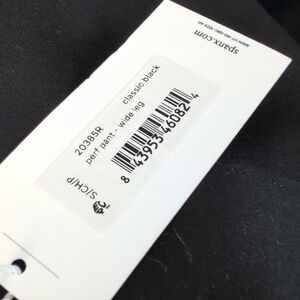 spanx.com
20385R
classic black
perf pant - wide leg
8 43953 46082 4
S/CH/P